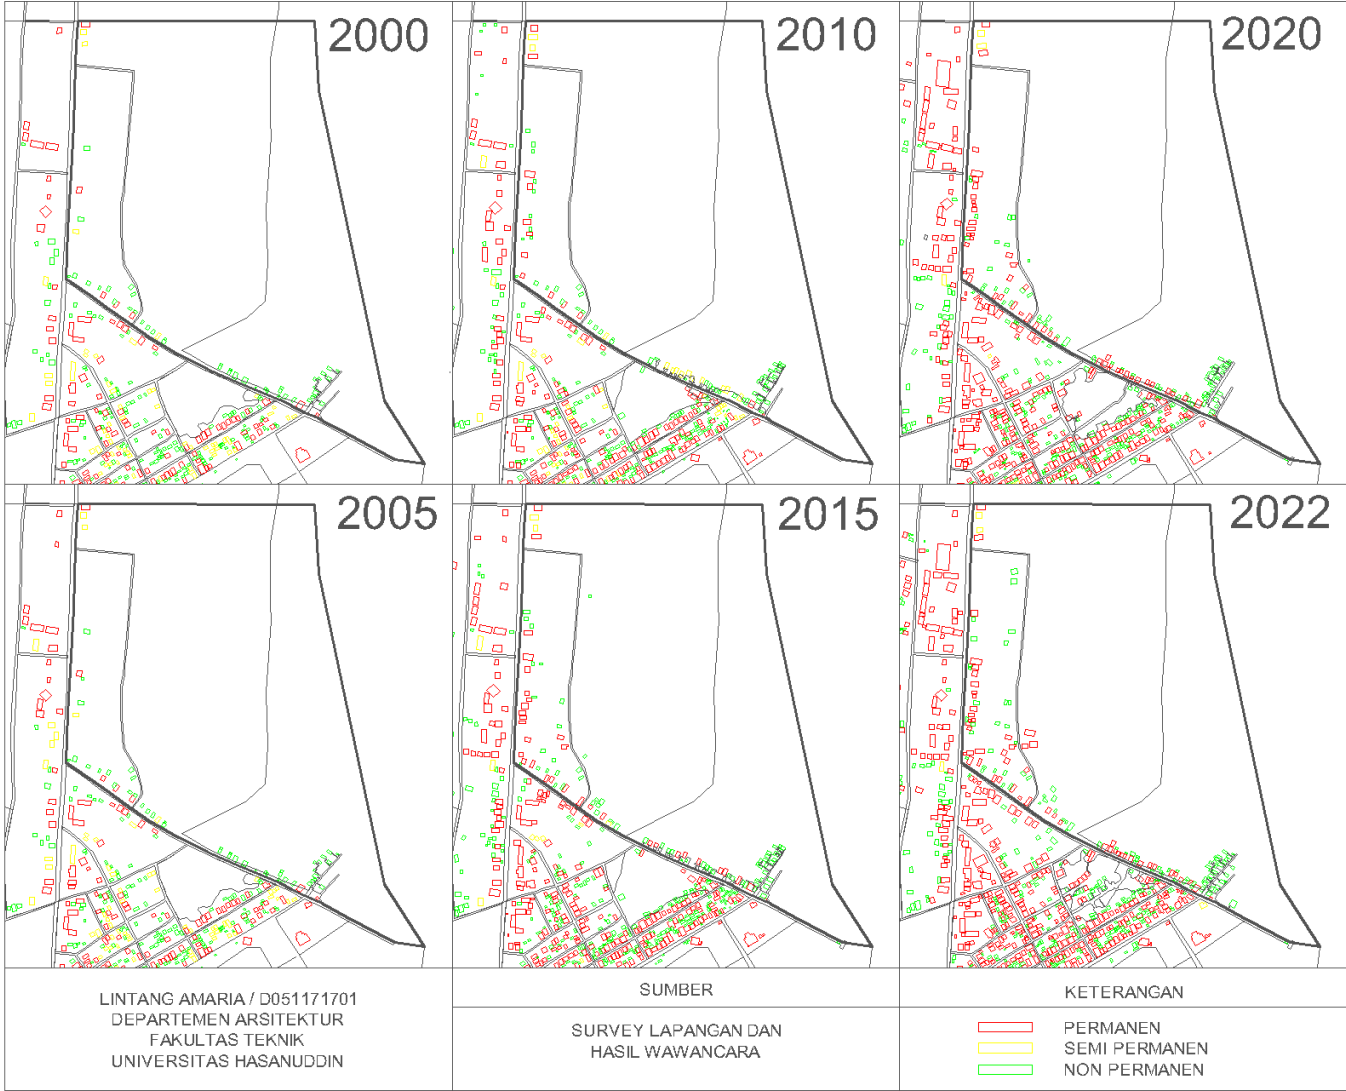 2000
2010
2020
2005
2015
2022
LINTANG AMARIA / D051171701
DEPARTEMEN ARSITEKTUR
FAKULTAS TEKNIK
UNIVERSITAS HASANUDDIN
SUMBER
SURVEY LAPANGAN DAN
HASIL WAWANCARA
KETERANGAN
PERMANEN
SEMI PERMANEN
NON PERMANEN